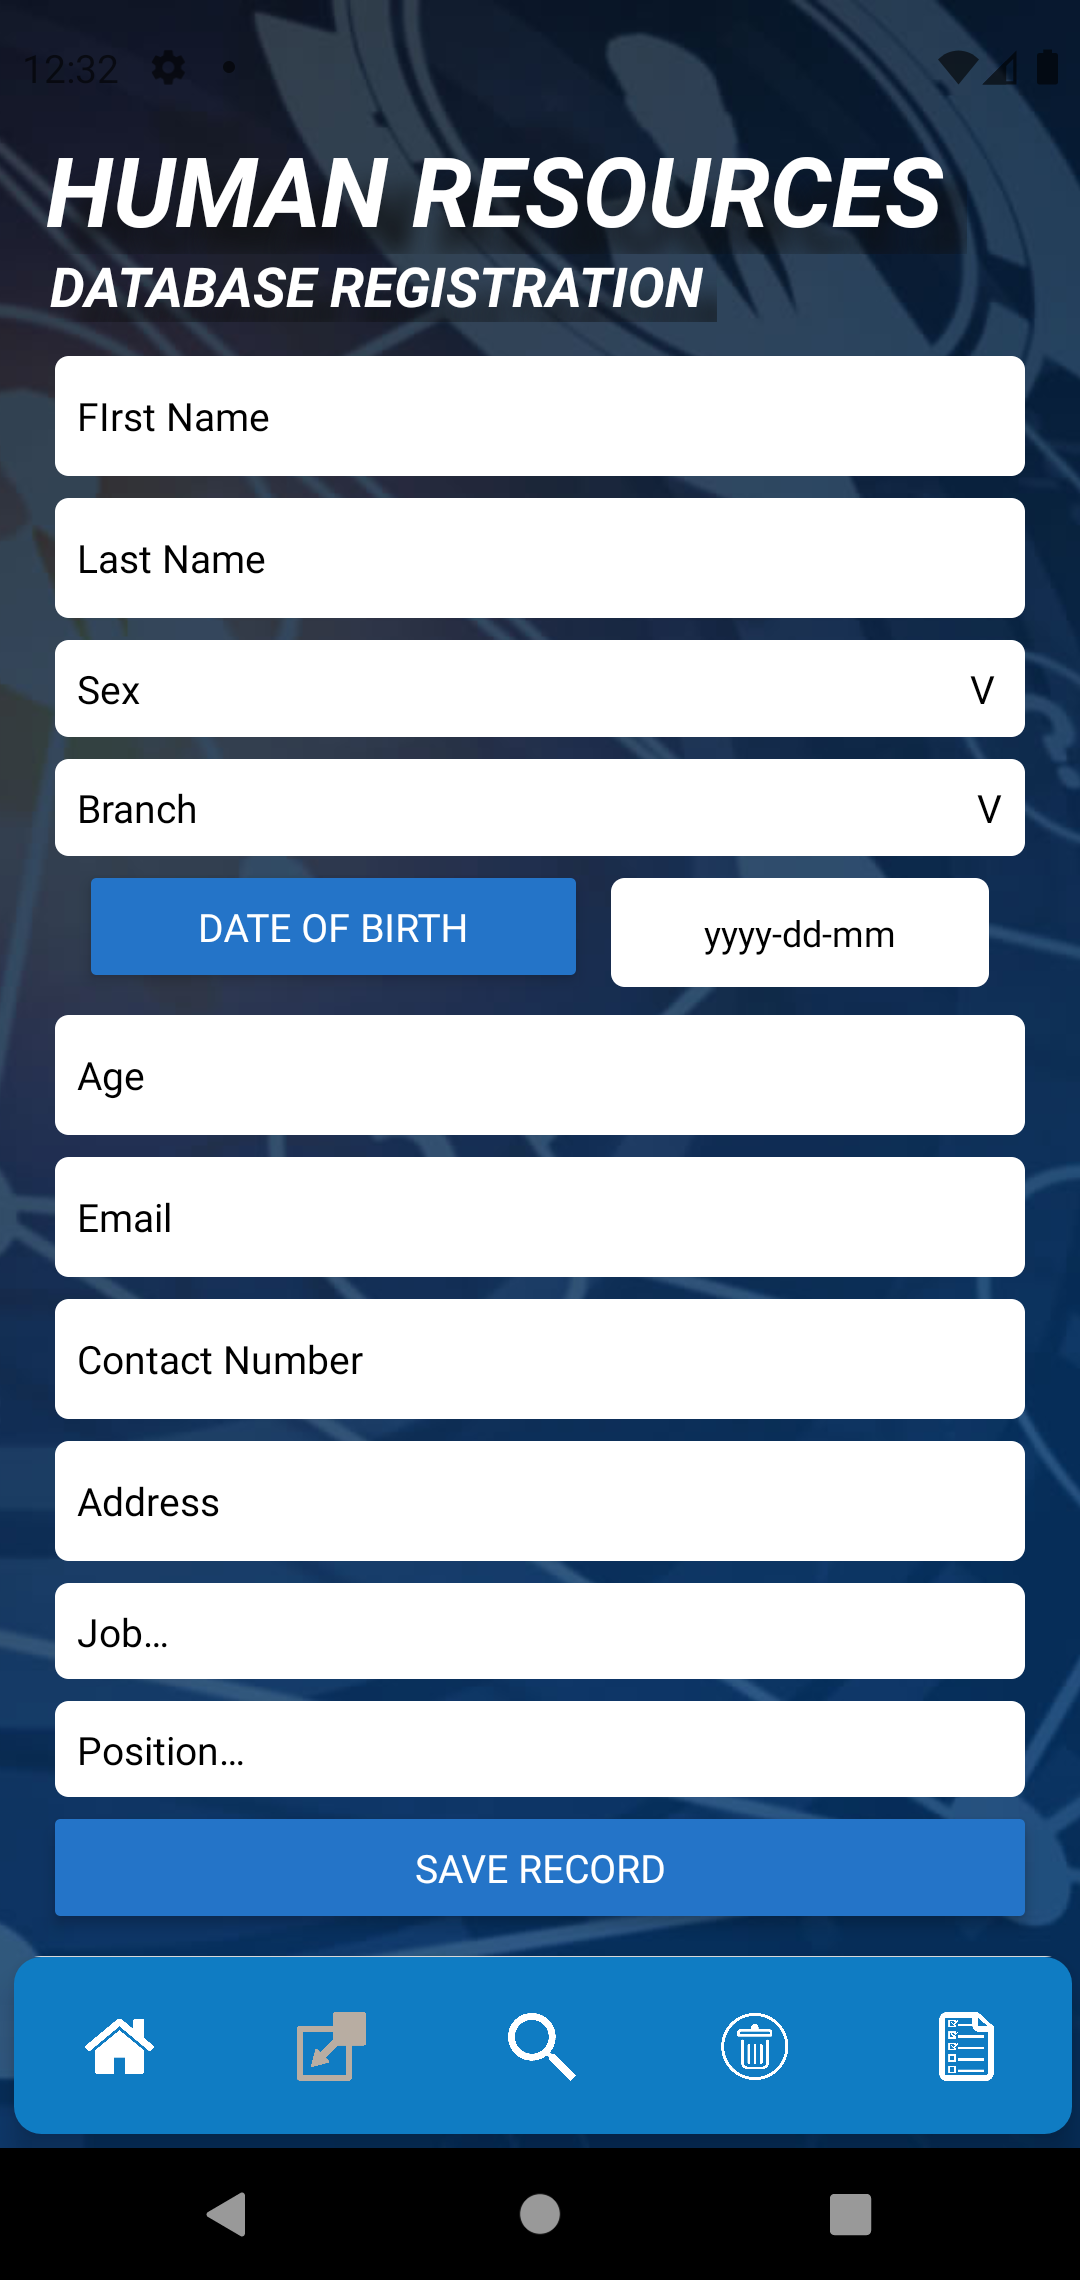 12:32
HUMAN RESOURCES
DATABASE REGISTRATION
FIrst Name
Last Name
Sex V
Branch V
DATE OF BIRTH yyyy-dd-mm
Age
Email
Contact Number
Address
Job...
Position...
SAVE RECORD